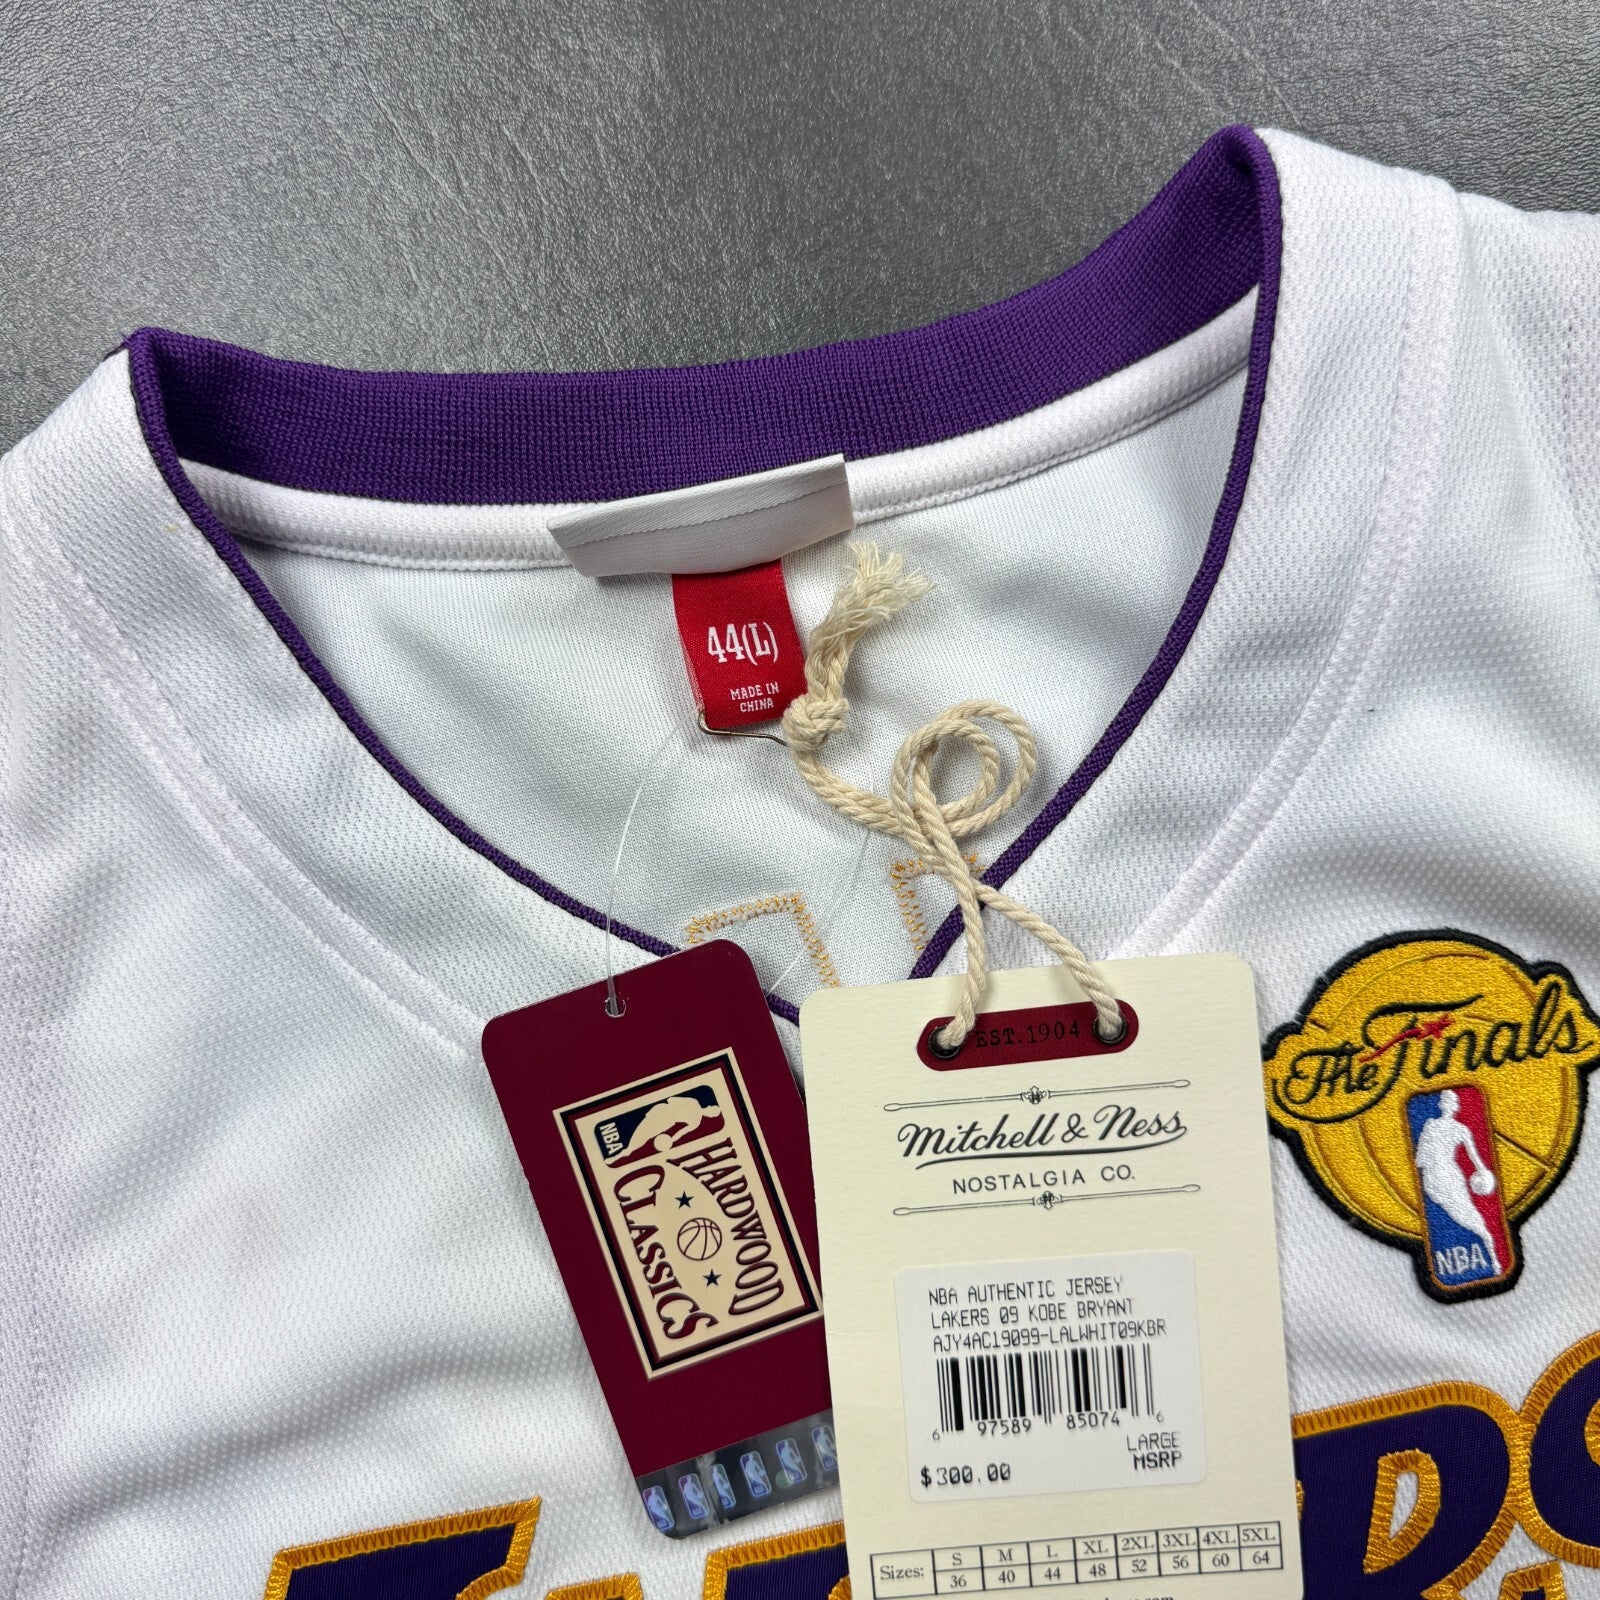 44(L)
MADE IN
CHINA
NBA
HARDWOOD
CLASSICS
EST.1904
Mitchell & Ness
NOSTALGIA CO.
NBA AUTHENTIC JERSEY
LAKERS 09 KOBE BRYANT
AJY4AC19099-LALWHIT09KBR
6 97589 85074 6
LARGE
MSRP
$300.00
Sizes: S M L XL 2XL 3XL 4XL 5XL
36 40 44 48 52 56 60 64
The Finals
NBA